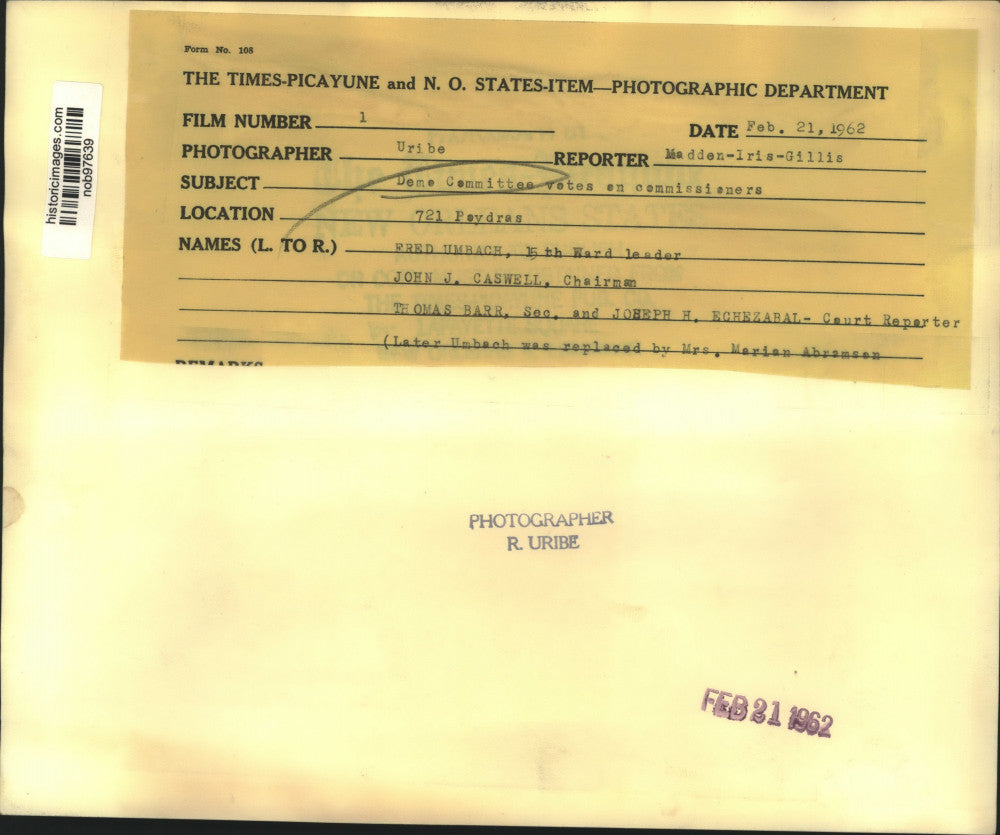 Form No. 108
THE TIMES-PICAYUNE and N. O. STATES-ITEM—PHOTOGRAPHIC DEPARTMENT
FILM NUMBER 1
DATE Feb. 21, 1962
PHOTOGRAPHER Uribe
REPORTER Madden-Iris-Gillis
SUBJECT Demo Committee votes on commissioners
LOCATION 721 Poydras
NAMES (L. TO R.) FRED UMBACH, 15th Ward leader
JOHN J. CASWELL, Chairman
THOMAS BARR, Sec. and JOSEPH H. ECHEZABAL- Court Reporter
(Later Umbach was replaced by Mrs. Marian Abramson
REMARKS
historicimages.com
nob97639
PHOTOGRAPHER
R. URIBE
FEB 21 1962